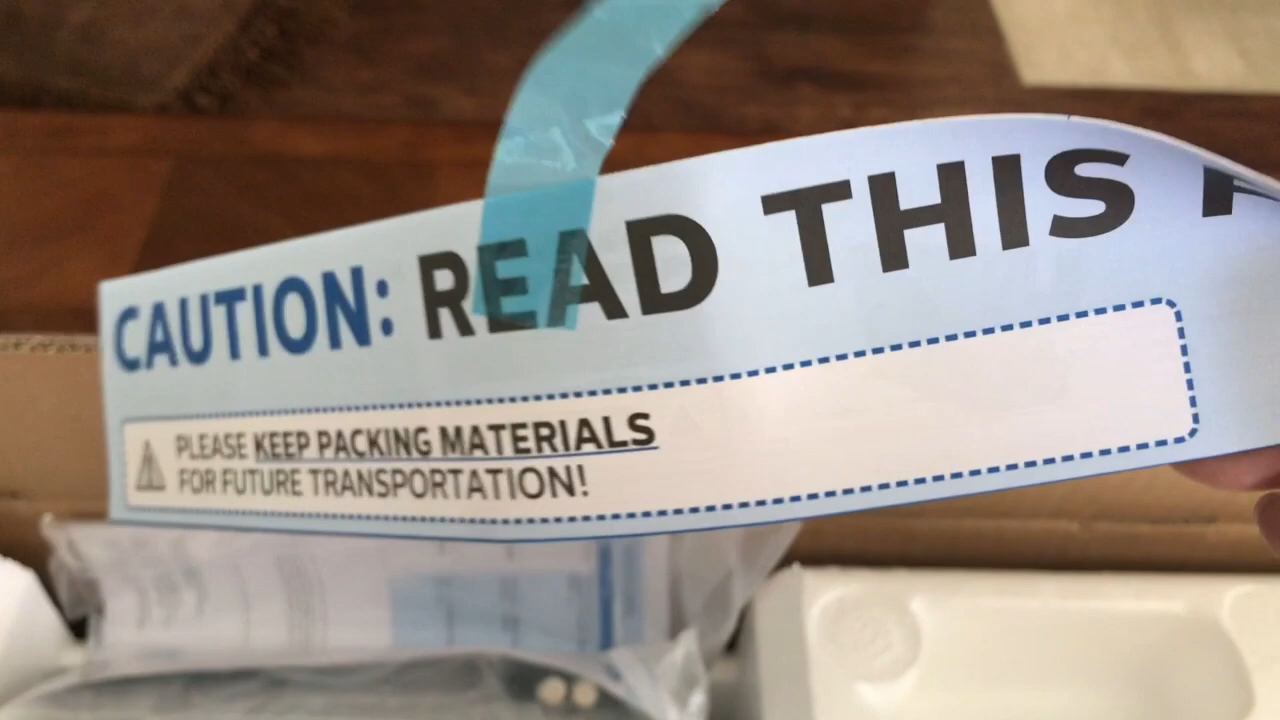 CAUTION: READ THIS
PLEASE KEEP PACKING MATERIALS
FOR FUTURE TRANSPORTATION!